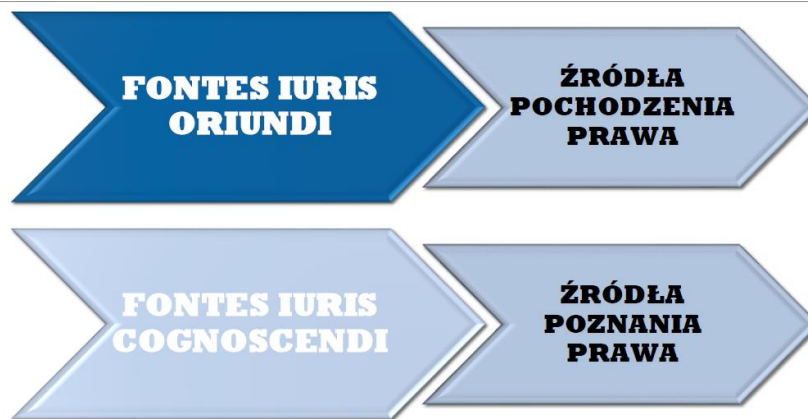 FONTES IURIS
ORIUNDI
ŹRÓDŁA
POCHODZENIA
PRAWA
FONTES IURIS
COGNOSCENDI
ŹRÓDŁA
POZNANIA
PRAWA